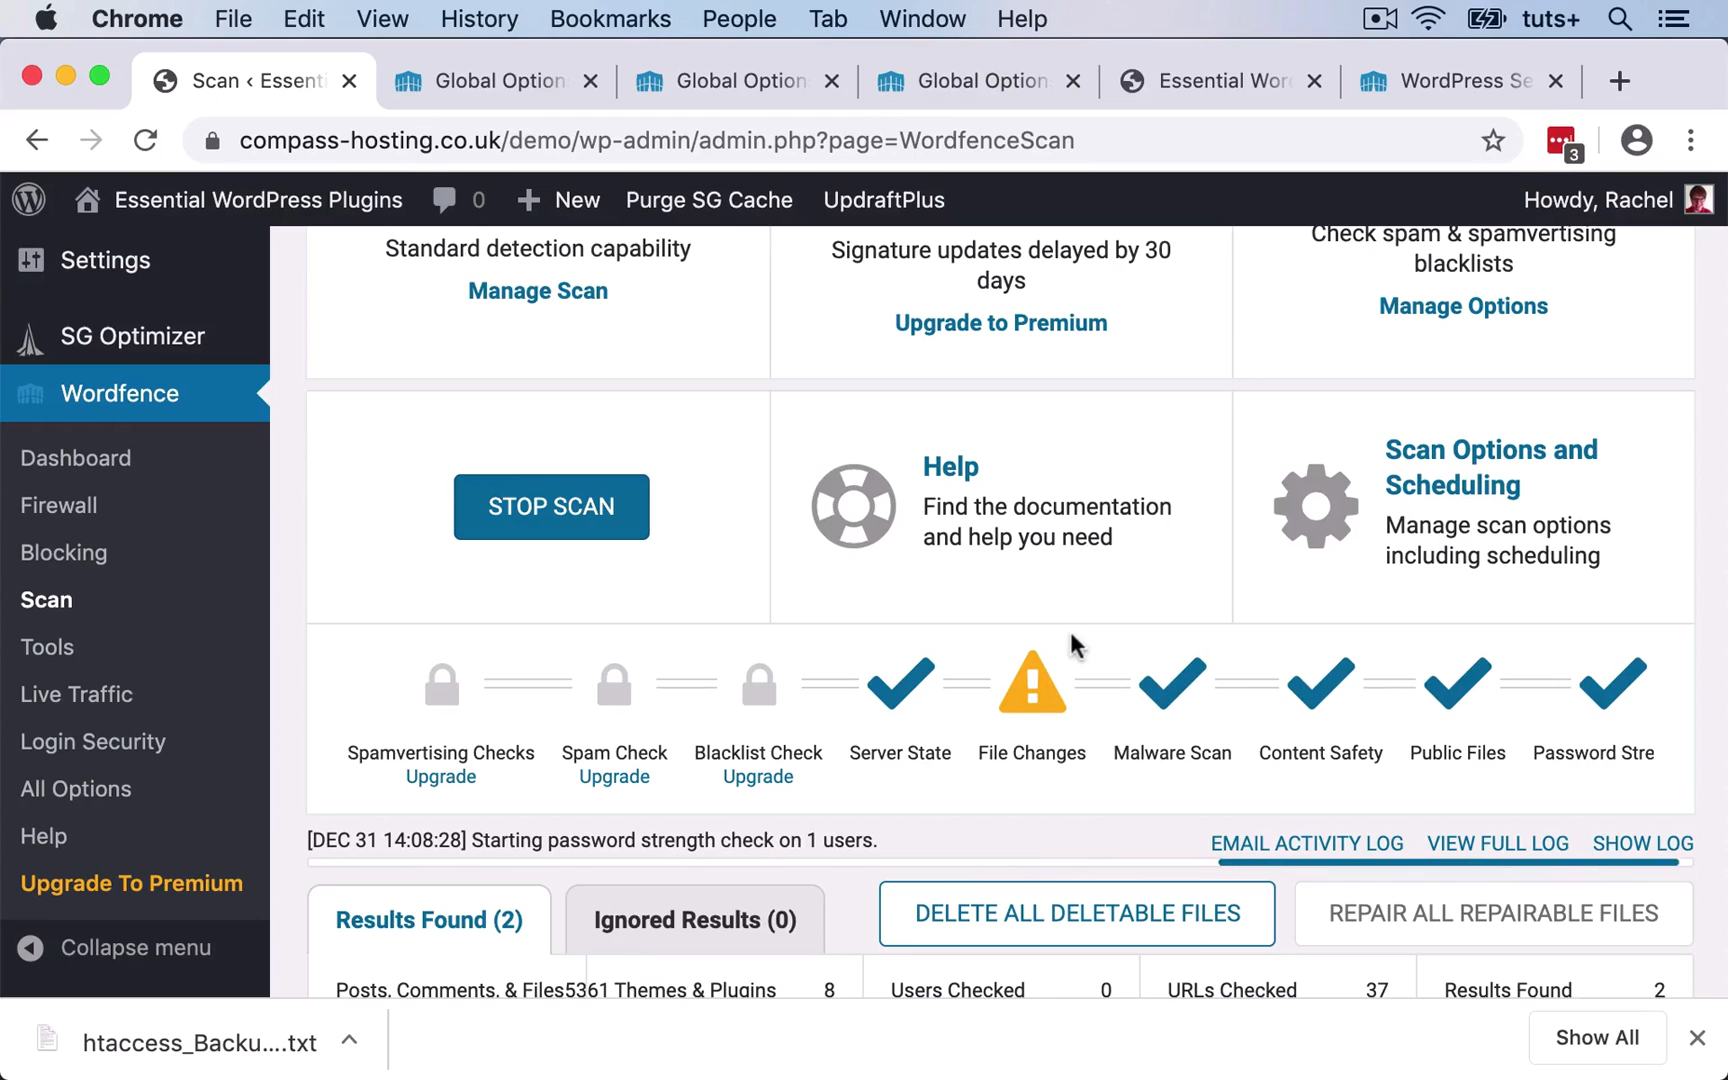 Chrome File Edit View History Bookmarks People Tab Window Help tuts+
Scan ‹ Essenti Global Option Global Option Global Option Essential Wor WordPress Se
compass-hosting.co.uk/demo/wp-admin/admin.php?page=WordfenceScan
3
Essential WordPress Plugins 0 New Purge SG Cache UpdraftPlus Howdy, Rachel
Settings
SG Optimizer
Wordfence
Dashboard
Firewall
Blocking
Scan
Tools
Live Traffic
Login Security
All Options
Help
Upgrade To Premium
Collapse menu
Standard detection capability
Manage Scan
Signature updates delayed by 30
days
Upgrade to Premium
Check spam & spamvertising
blacklists
Manage Options
STOP SCAN
Help
Find the documentation
and help you need
Scan Options and
Scheduling
Manage scan options
including scheduling
Spamvertising Checks Spam Check Blacklist Check Server State File Changes Malware Scan Content Safety Public Files Password Stre
Upgrade Upgrade Upgrade
[DEC 31 14:08:28] Starting password strength check on 1 users.
EMAIL ACTIVITY LOG VIEW FULL LOG SHOW LOG
Results Found (2) Ignored Results (0) DELETE ALL DELETABLE FILES REPAIR ALL REPAIRABLE FILES
Posts, Comments, & Files 5361 Themes & Plugins 8 Users Checked 0 URLs Checked 37 Results Found 2
htaccess_Backu....txt Show All